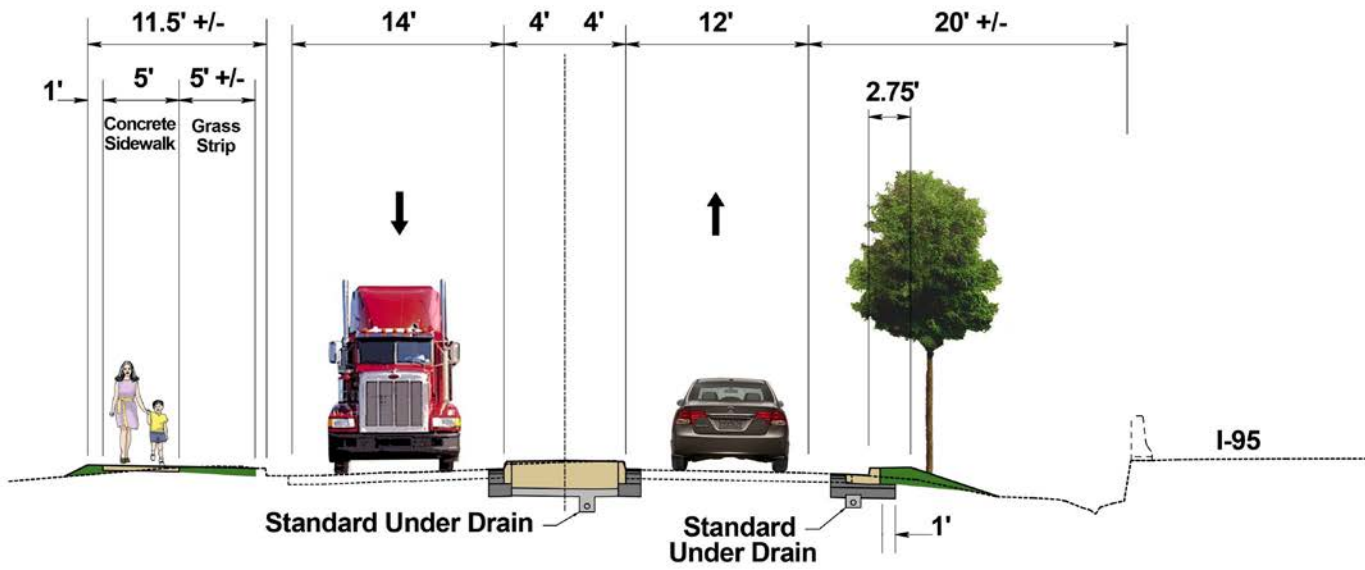 11.5' +/-
14'
4'
4'
12'
20' +/-
1'
5'
5' +/-
2.75'
Concrete
Sidewalk
Grass
Strip
I-95
Standard Under Drain
Standard
Under Drain
1'